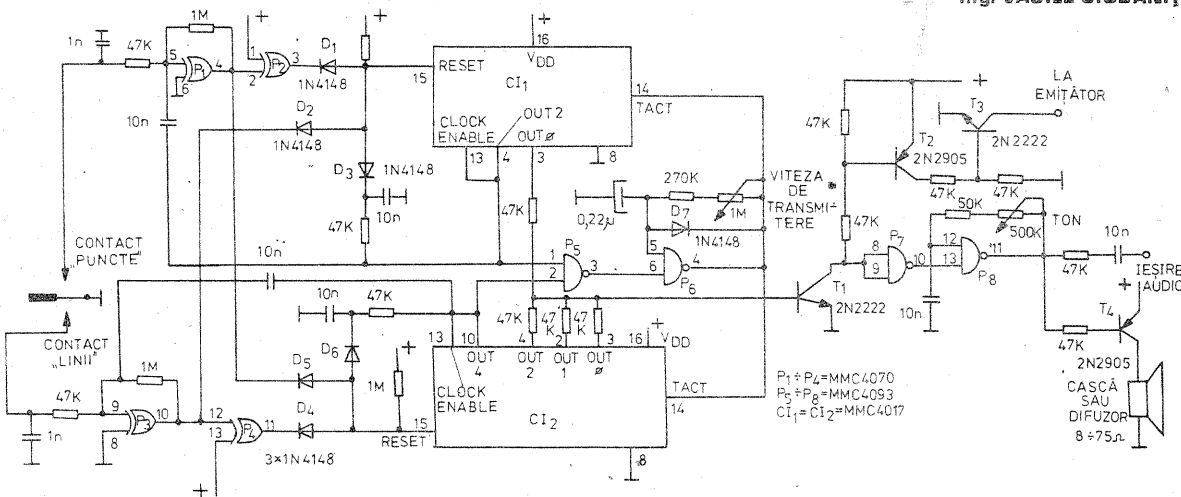 1n
47K
1M
5
6
P₁
4
+
1
2
P₂
3
D₁
1N4148
+
D₂
1N4148
D₃
1N4148
10n
10n
47K
15
RESET
+
16
VDD
CI₁
14
TACT
CLOCK
ENABLE
OUT 2
OUT ∅
13
4
3
8
47K
CONTACT
„PUNCTE"
10n
0,22µ
270K
D7
1N4148
1M
VITEZA
DE
TRANSMI-
TERE
1
2
P₅
3
5
6
P₆
4
47K
47K
T₂
2N2905
+
T₃
2N2222
LA
EMIȚĂTOR
47K
47K
50K
500K
TON
8
9
P₇
10
12
13
P₈
11
10n
T₁
2N2222
47K
10n
IEȘIRE
AUDIO
+
T₄
47K
2N2905
CASCĂ
SAU
DIFUZOR
8÷75Ω
CONTACT
„LINII"
47K
1n
1M
9
8
P₃
10
12
13
P₄
11
+
D₅
D₄
3×1N4148
D₆
10n
47K
+
1M
RESET
15
13
10
OUT
4
CLOCK
ENABLE
47K
47
K
47
K
4
2
3
OUT
2
OUT
1
OUT
∅
16
+
VDD
CI₂
TACT
14
8
P₁÷P₄=MMC4070
P₅÷P₈=MMC4093
CI₁=CI₂=MMC4017